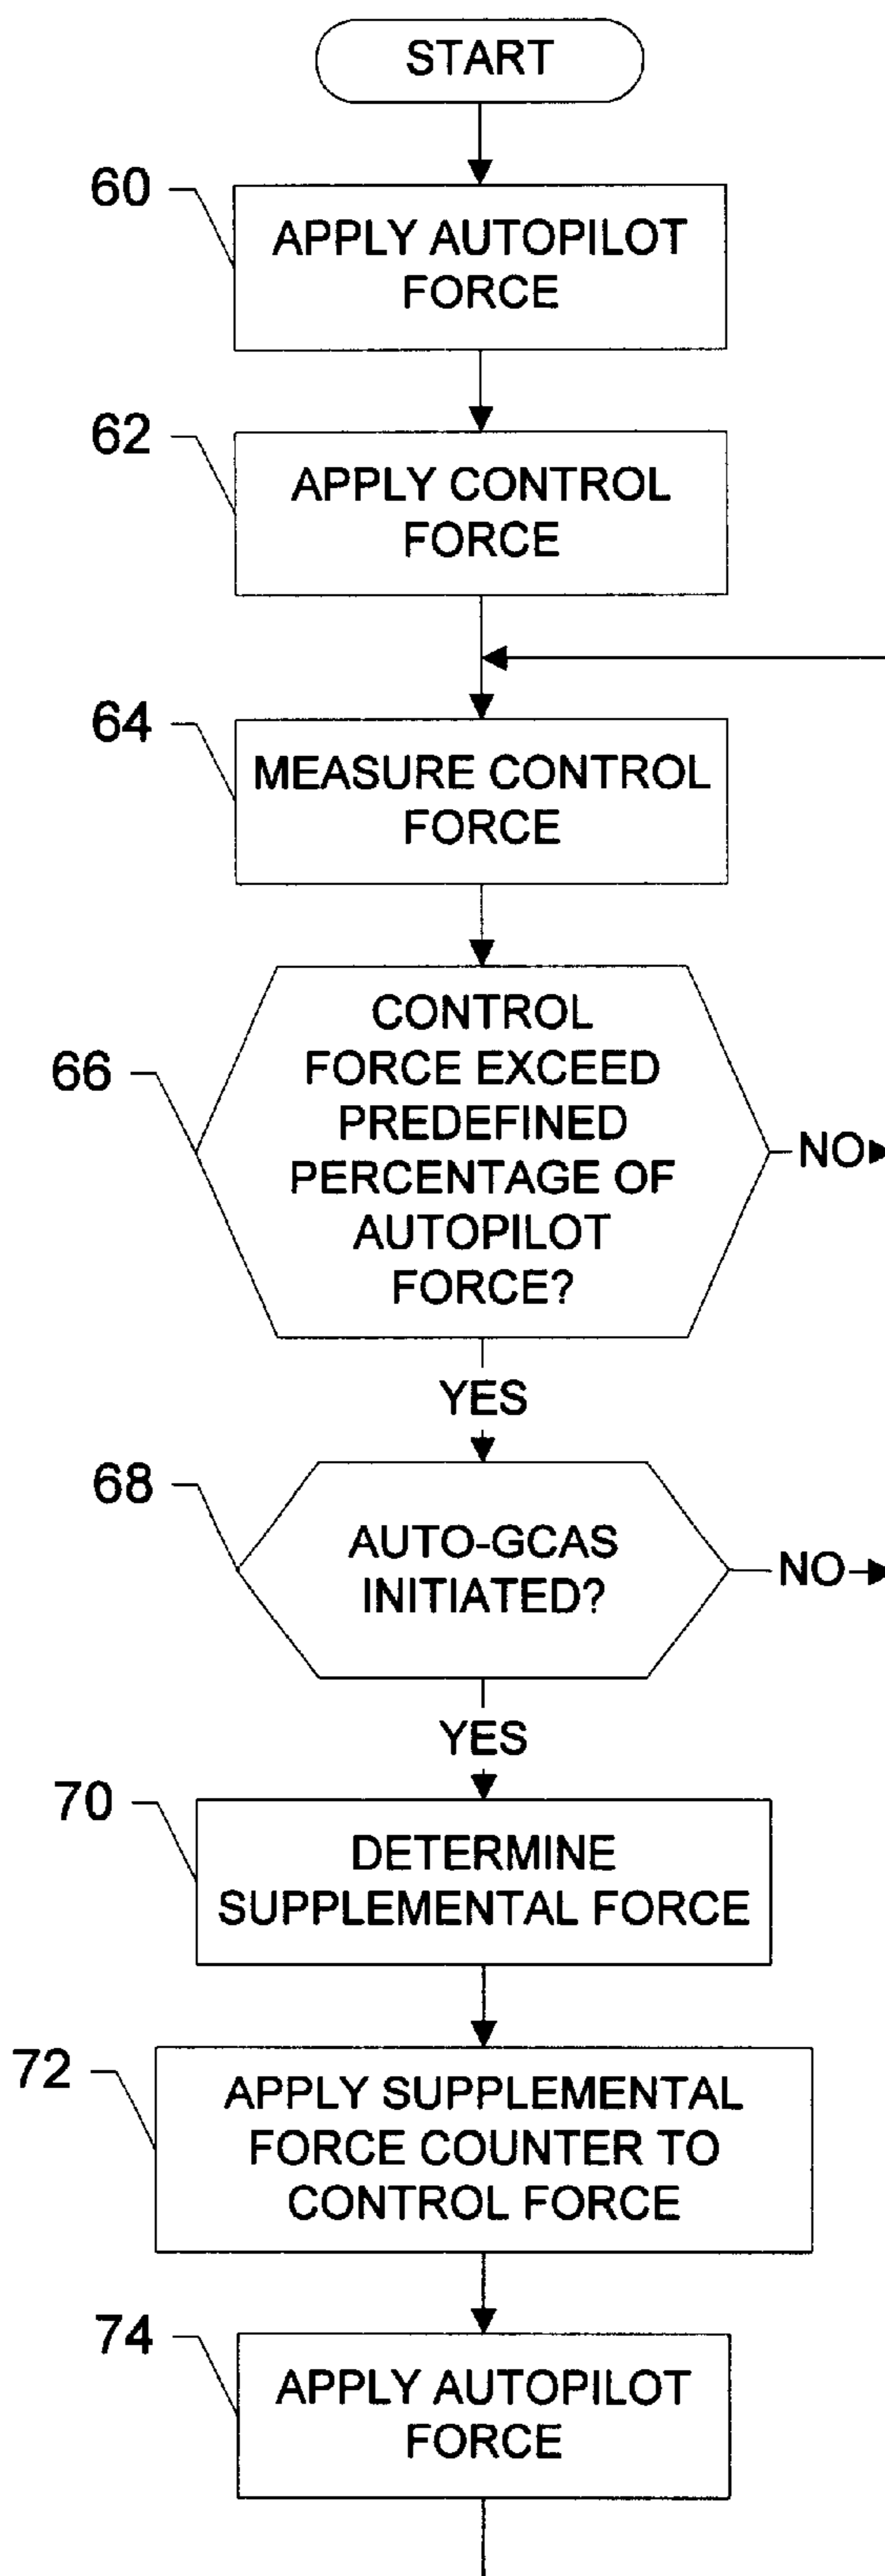 START
60
APPLY AUTOPILOT
FORCE
62
APPLY CONTROL
FORCE
64
MEASURE CONTROL
FORCE
66
CONTROL
FORCE EXCEED
PREDEFINED
PERCENTAGE OF
AUTOPILOT
FORCE?
NO
YES
68
AUTO-GCAS
INITIATED?
NO
YES
70
DETERMINE
SUPPLEMENTAL FORCE
72
APPLY SUPPLEMENTAL
FORCE COUNTER TO
CONTROL FORCE
74
APPLY AUTOPILOT
FORCE